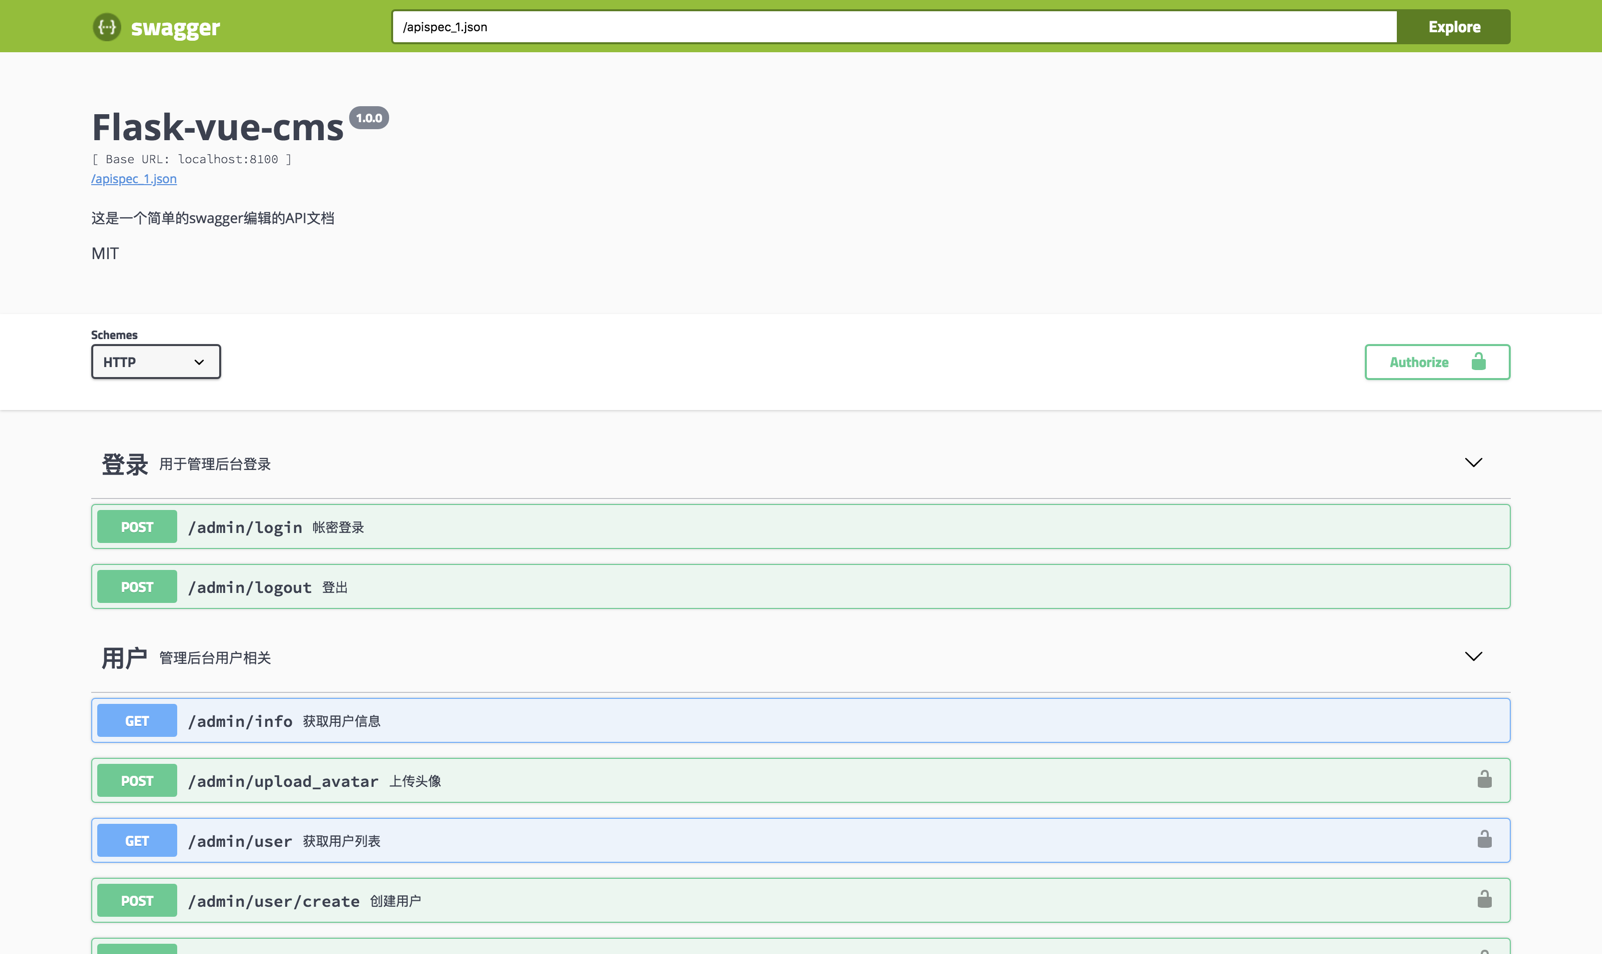 {···} swagger
/apispec_1.json
Explore
Flask-vue-cms 1.0.0
[ Base URL: localhost:8100 ]
/apispec_1.json
这是一个简单的swagger编辑的API文档
MIT
Schemes
HTTP
Authorize
登录 用于管理后台登录
POST /admin/login 帐密登录
POST /admin/logout 登出
用户 管理后台用户相关
GET /admin/info 获取用户信息
POST /admin/upload_avatar 上传头像
GET /admin/user 获取用户列表
POST /admin/user/create 创建用户